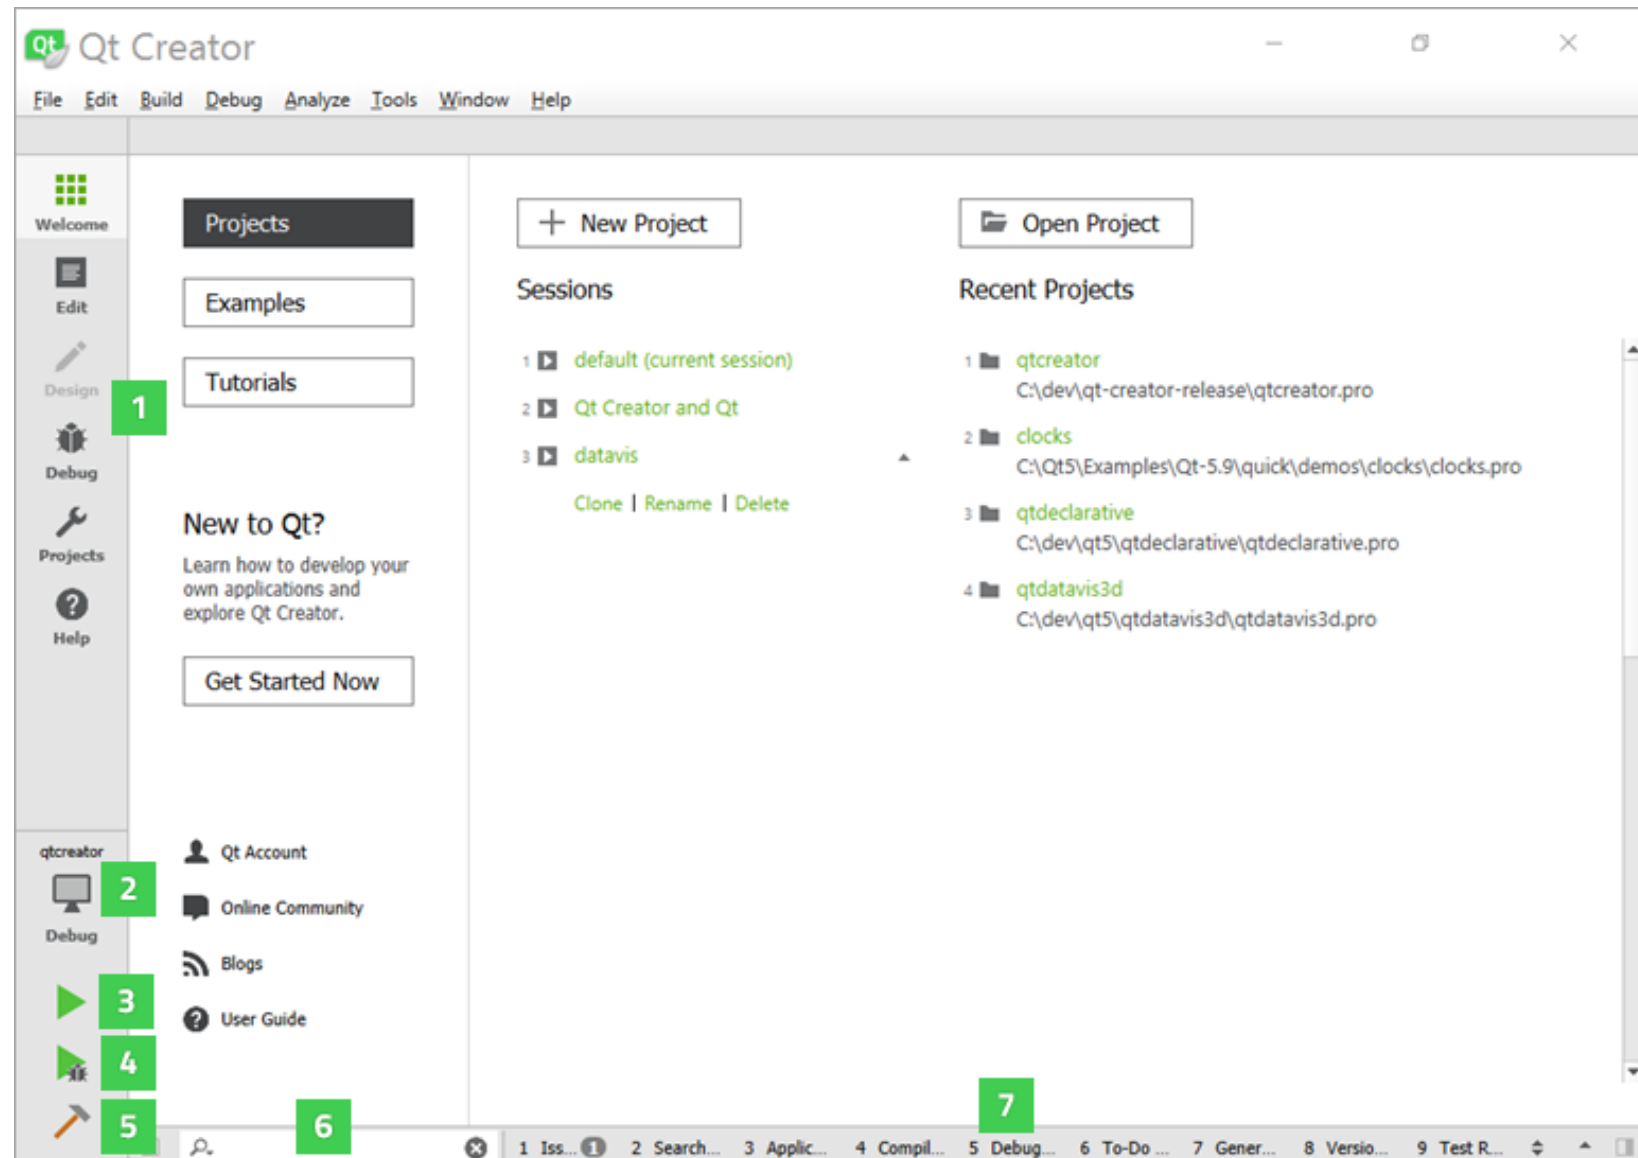 Qt Qt Creator
File Edit Build Debug Analyze Tools Window Help
Welcome
Edit
Design
Debug
Projects
Help
1
Projects
Examples
Tutorials
New to Qt?
Learn how to develop your
own applications and
explore Qt Creator.
Get Started Now
Qt Account
Online Community
Blogs
User Guide
+ New Project
Sessions
1 default (current session)
2 Qt Creator and Qt
3 datavis
Clone | Rename | Delete
Open Project
Recent Projects
1 qtcreator
C:\dev\qt-creator-release\qtcreator.pro
2 clocks
C:\Qt5\Examples\Qt-5.9\quick\demos\clocks\clocks.pro
3 qtdeclarative
C:\dev\qt5\qtdeclarative\qtdeclarative.pro
4 qtdatavis3d
C:\dev\qt5\qtdatavis3d\qtdatavis3d.pro
qtcreator
2
Debug
3
4
5
6
7
1 Iss... 1 2 Search... 3 Applic... 4 Compil... 5 Debug... 6 To-Do ... 7 Gener... 8 Versio... 9 Test R...